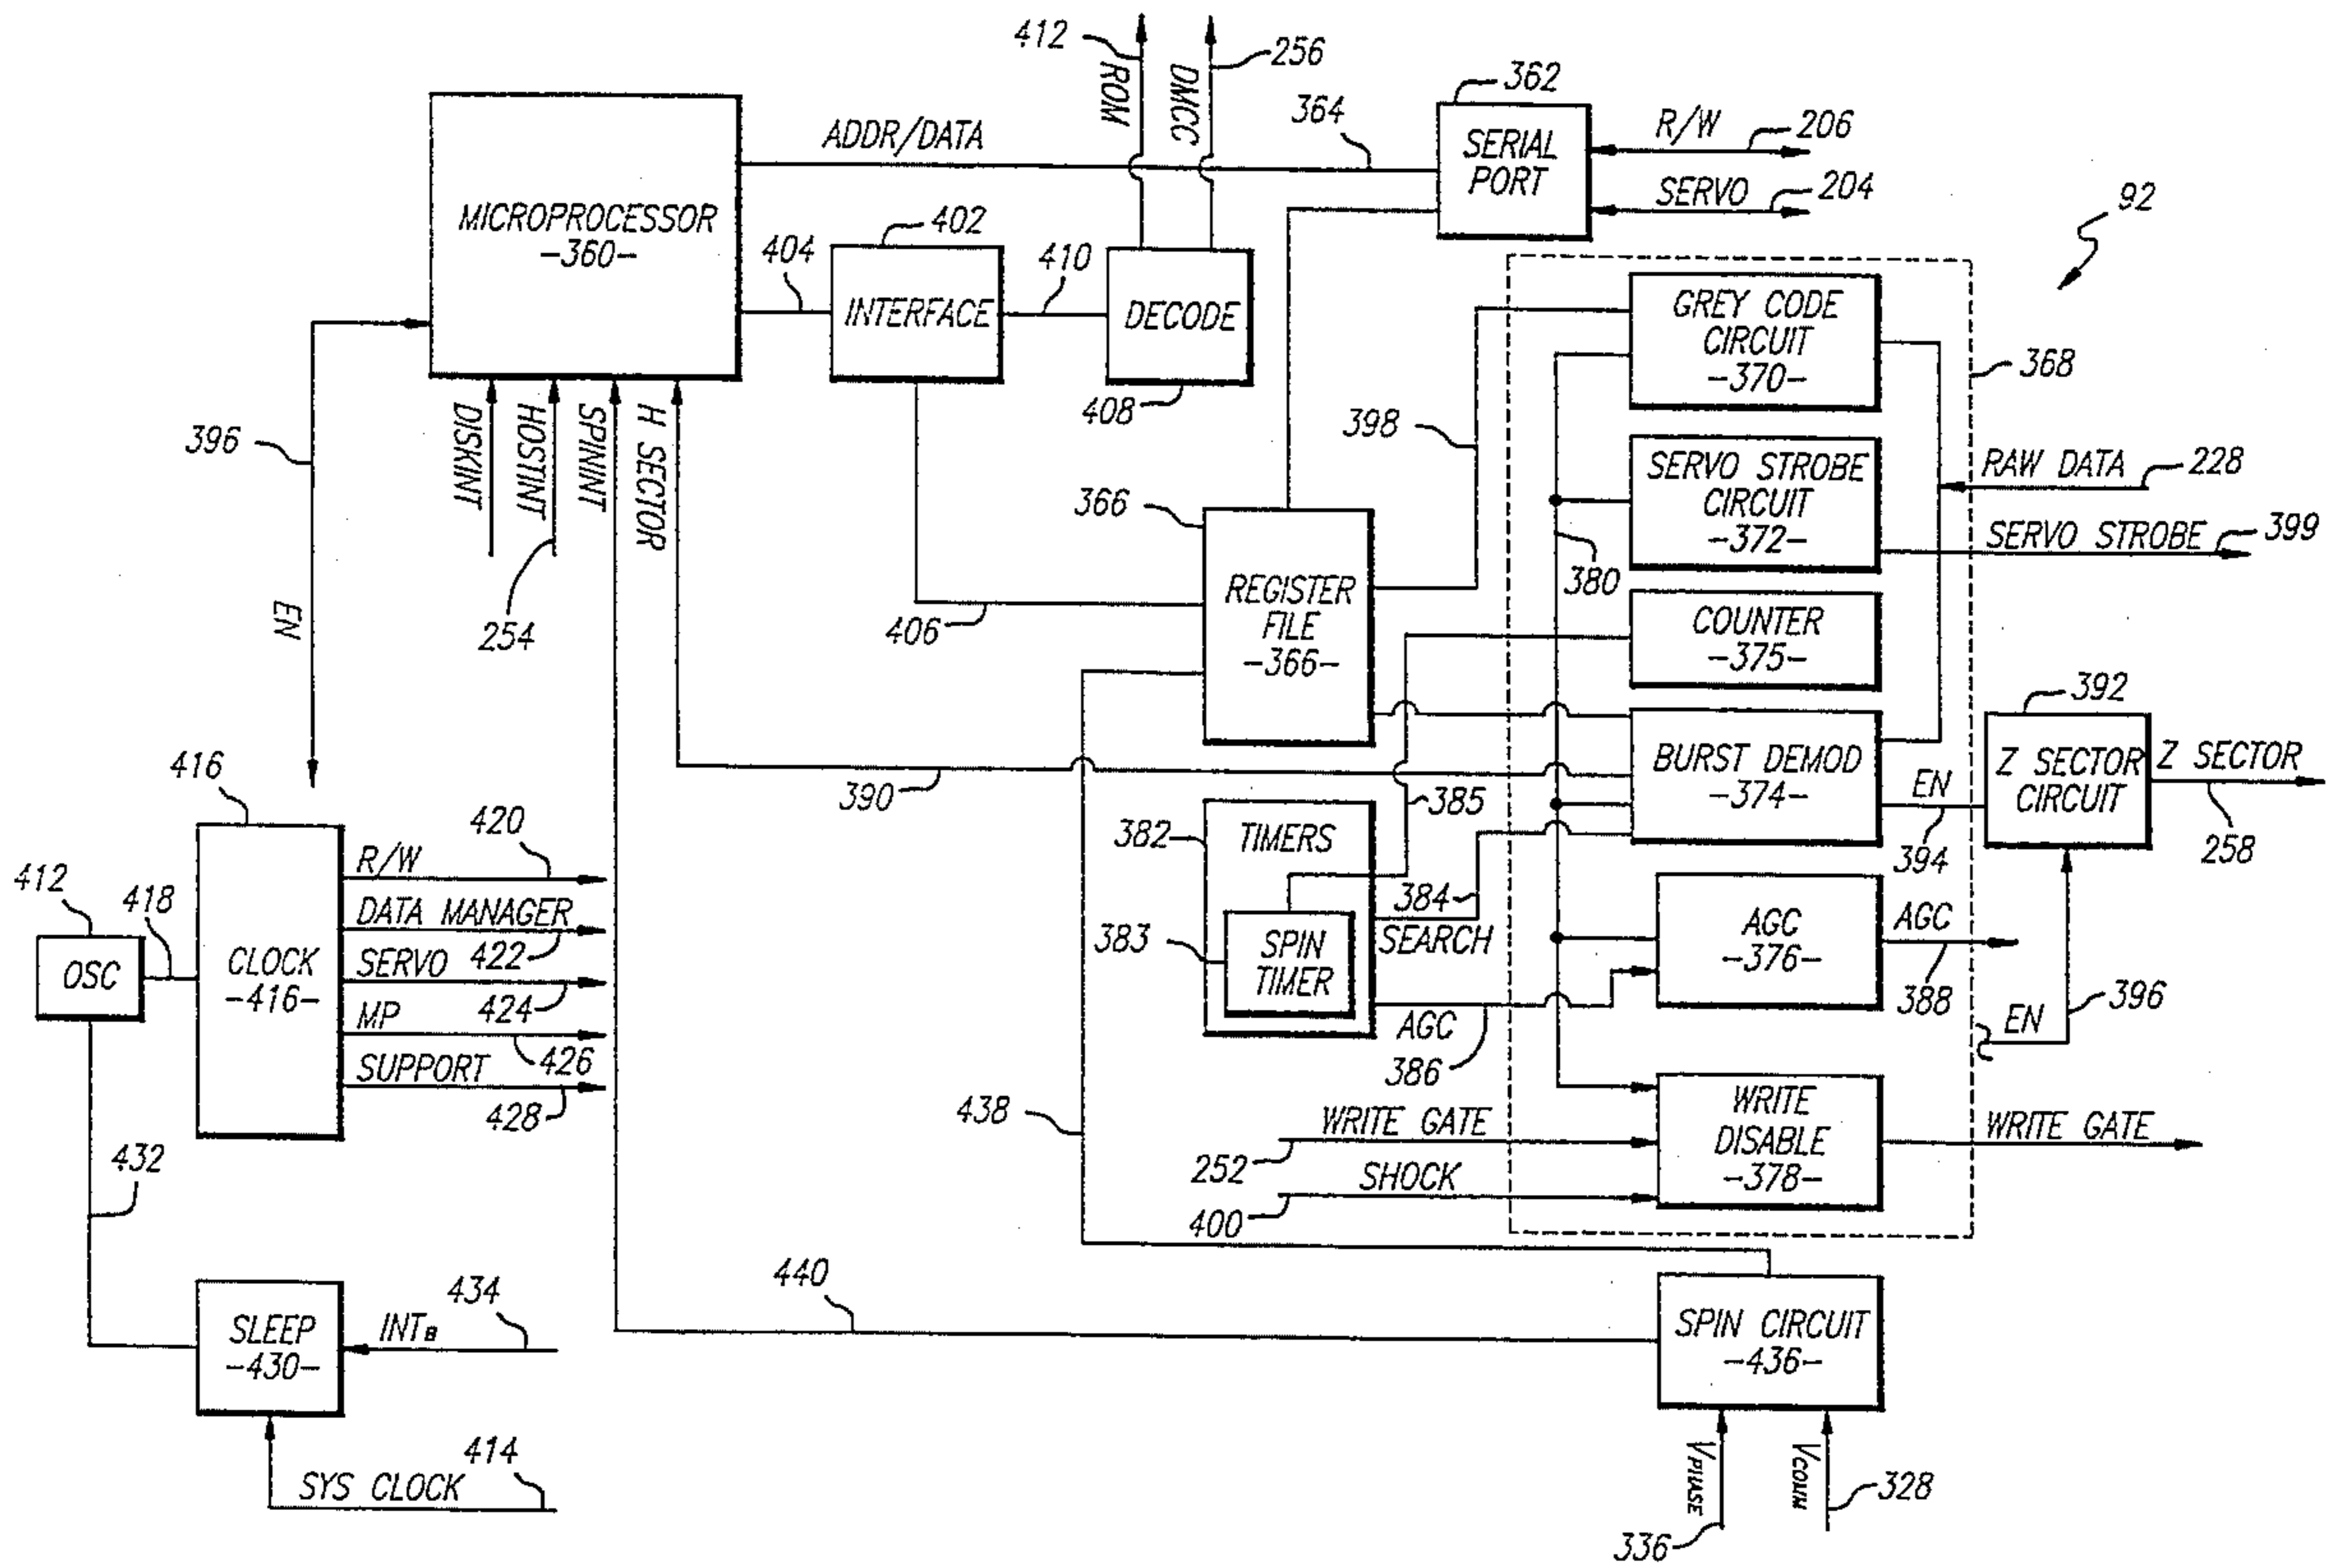 412
ROM
256
DMCC
362
364
SERIAL
PORT
R/W
206
SERVO
204
92
ADDR/DATA
MICROPROCESSOR
-360-
404
402
INTERFACE
410
DECODE
408
396
EN
DISKINT
HOSTINT
SPININT
H SECTOR
254
398
366
REGISTER
FILE
-366-
406
368
GREY CODE
CIRCUIT
-370-
SERVO STROBE
CIRCUIT
-372-
380
COUNTER
-375-
BURST DEMOD
-374-
RAW DATA
228
SERVO STROBE
399
392
Z SECTOR
CIRCUIT
Z SECTOR
258
EN
394
390
385
382
TIMERS
383
SPIN
TIMER
384
SEARCH
AGC
386
AGC
-376-
AGC
388
EN
396
416
CLOCK
-416-
412
OSC
418
R/W
420
DATA MANAGER
422
SERVO
424
MP
426
SUPPORT
428
432
438
WRITE GATE
252
SHOCK
400
WRITE
DISABLE
-378-
WRITE GATE
SLEEP
-430-
INTB
434
SYS CLOCK
414
440
SPIN CIRCUIT
-436-
VPHASE
336
VCOMM
328